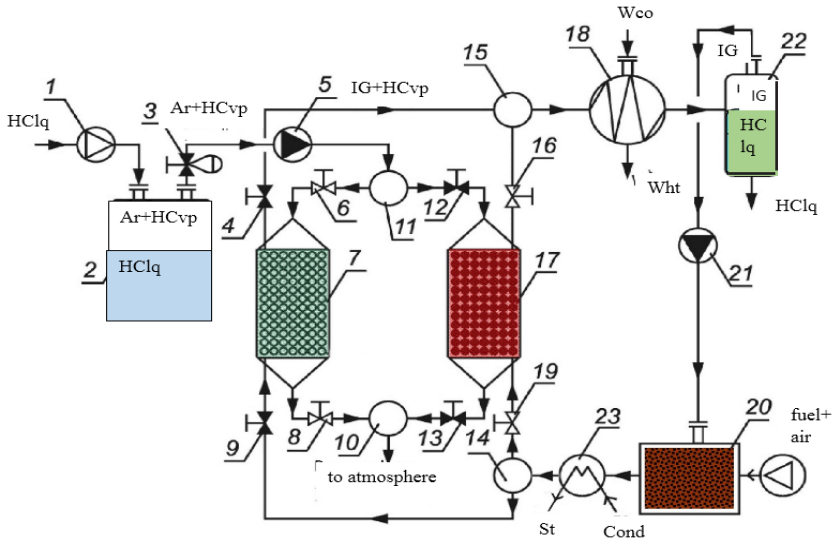 Wco
18
15
22
IG
1
5
IG+HCvp
Ar+HCvp
3
HClq
IG
HC
lq
16
Wht
HClq
4
6
12
11
Ar+HCvp
2
HClq
7
17
21
19
9
8
10
13
14
23
20
fuel+
air
to atmosphere
St
Cond